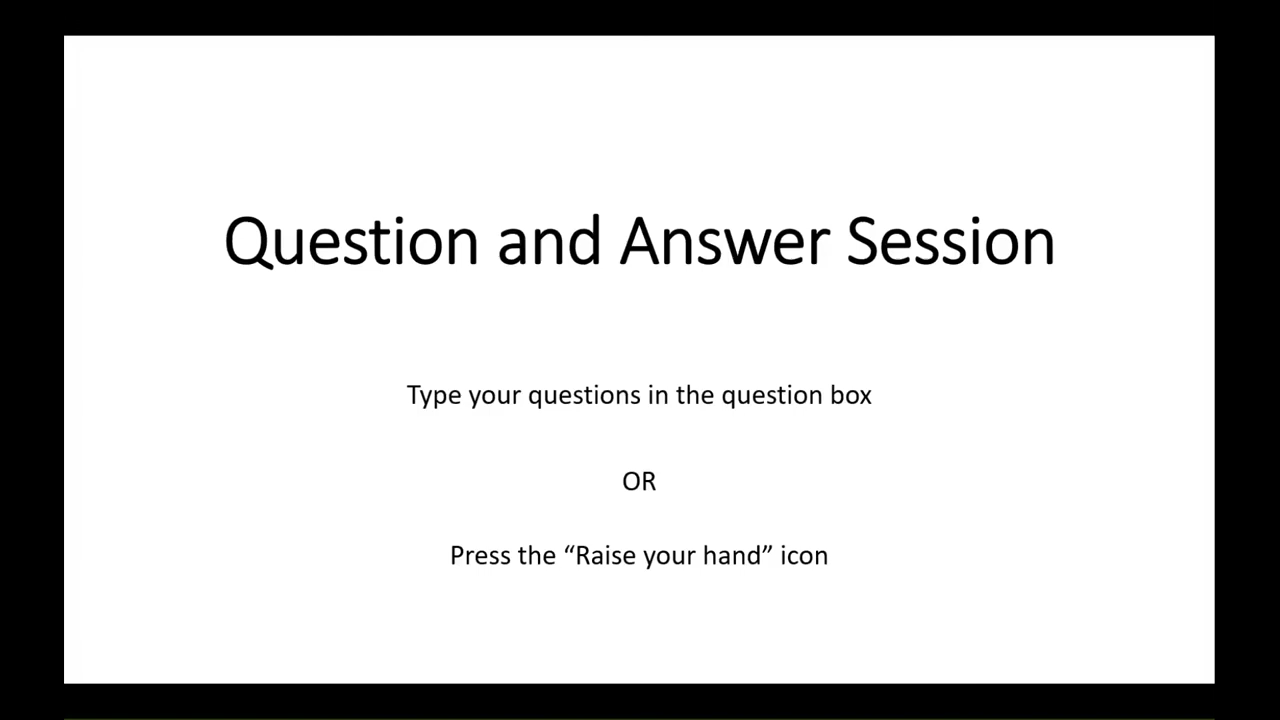 Question and Answer Session
Type your questions in the question box
OR
Press the “Raise your hand” icon